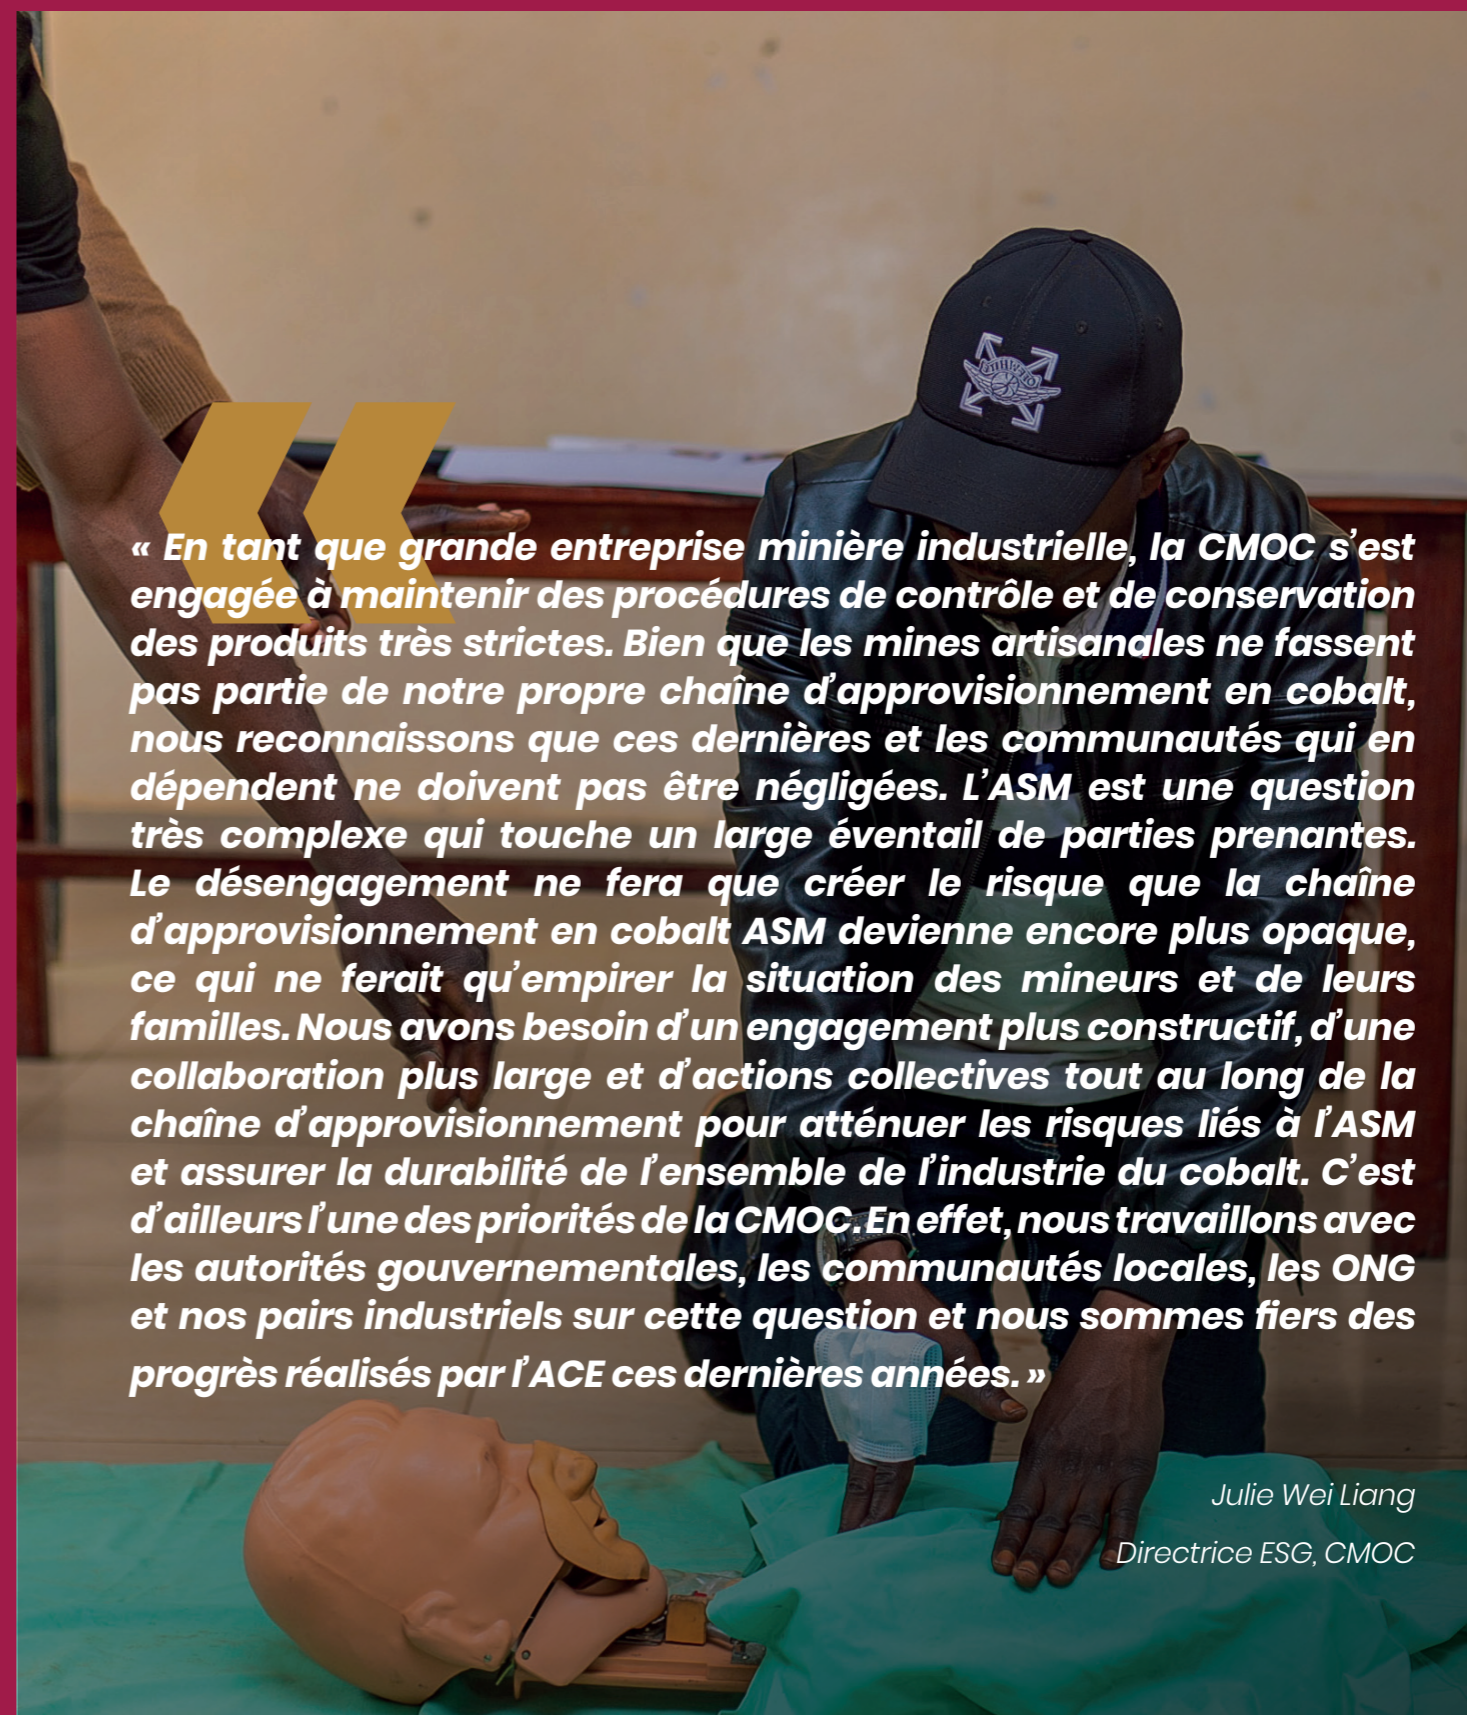 « En tant que grande entreprise minière industrielle, la CMOC s’est
engagée à maintenir des procédures de contrôle et de conservation
des produits très strictes. Bien que les mines artisanales ne fassent
pas partie de notre propre chaîne d’approvisionnement en cobalt,
nous reconnaissons que ces dernières et les communautés qui en
dépendent ne doivent pas être négligées. L’ASM est une question
très complexe qui touche un large éventail de parties prenantes.
Le désengagement ne fera que créer le risque que la chaîne
d’approvisionnement en cobalt ASM devienne encore plus opaque,
ce qui ne ferait qu’empirer la situation des mineurs et de leurs
familles. Nous avons besoin d’un engagement plus constructif, d’une
collaboration plus large et d’actions collectives tout au long de la
chaîne d’approvisionnement pour atténuer les risques liés à l’ASM
et assurer la durabilité de l’ensemble de l’industrie du cobalt. C’est
d’ailleurs l’une des priorités de la CMOC. En effet, nous travaillons avec
les autorités gouvernementales, les communautés locales, les ONG
et nos pairs industriels sur cette question et nous sommes fiers des
progrès réalisés par l’ACE ces dernières années. »
Julie Wei Liang
Directrice ESG, CMOC